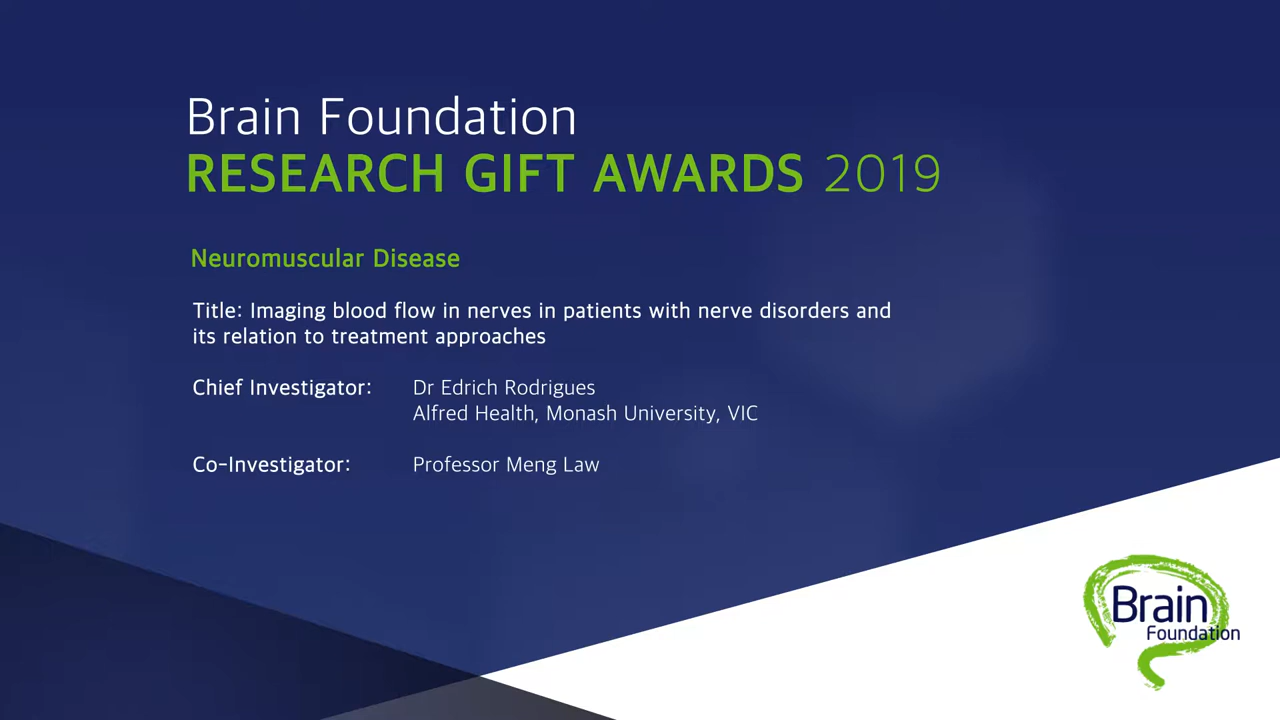 Brain Foundation
RESEARCH GIFT AWARDS 2019
Neuromuscular Disease
Title: Imaging blood flow in nerves in patients with nerve disorders and
its relation to treatment approaches
Chief Investigator: Dr Edrich Rodrigues
Alfred Health, Monash University, VIC
Co-Investigator: Professor Meng Law
Brain
Foundation